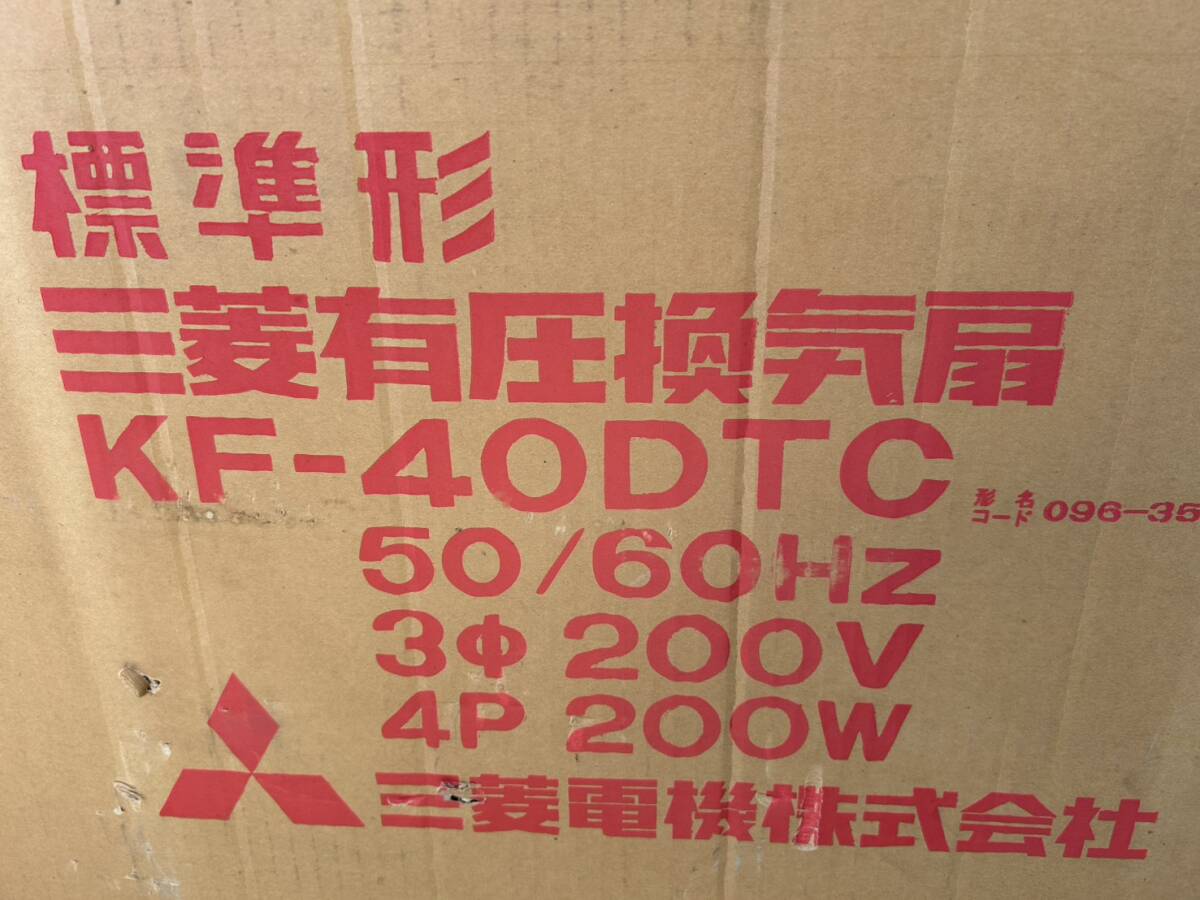 標準形
三菱有圧換気扇
KF-40DTC
形名
コード 096-35
50/60Hz
3Φ 200V
4P 200W
三菱電機株式会社